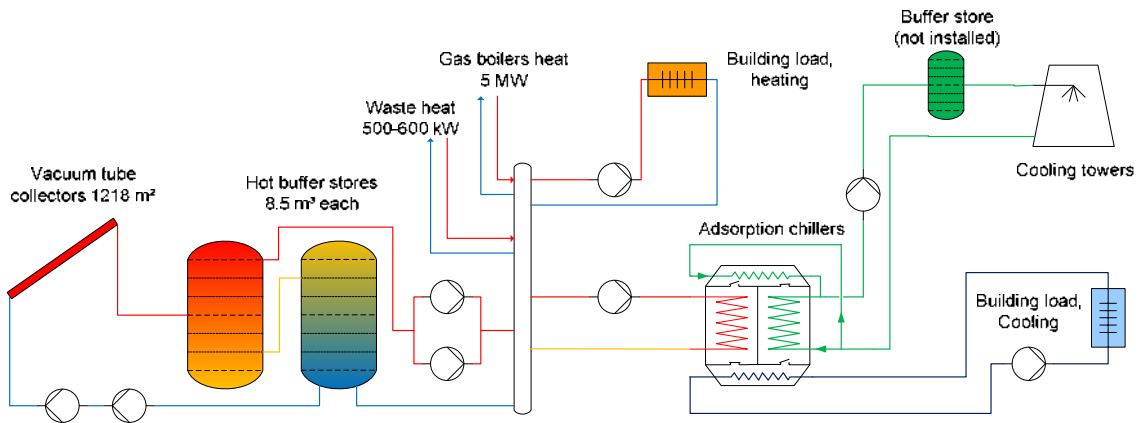 Buffer store
(not installed)
Gas boilers heat
5 MW
Building load,
heating
Waste heat
500-600 kW
Cooling towers
Vacuum tube
collectors 1218 m²
Hot buffer stores
8.5 m³ each
Adsorption chillers
Building load,
Cooling